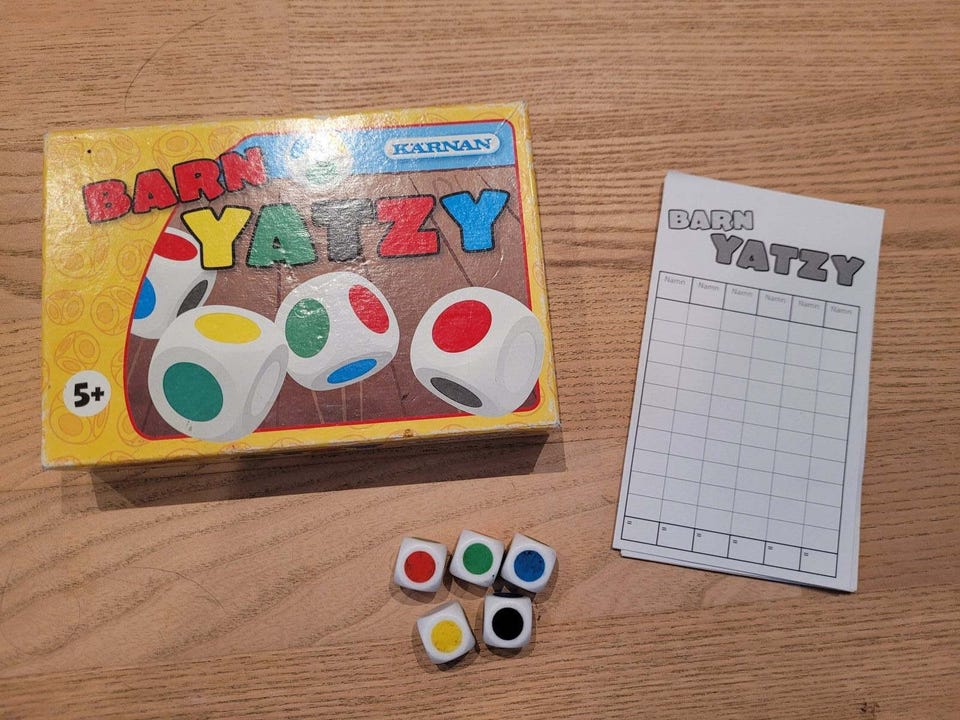 KÄRNAN
BARN
YATZY
5+
BARN
YATZY
Namn Namn Namn Namn Namn Namn
= = = = = =